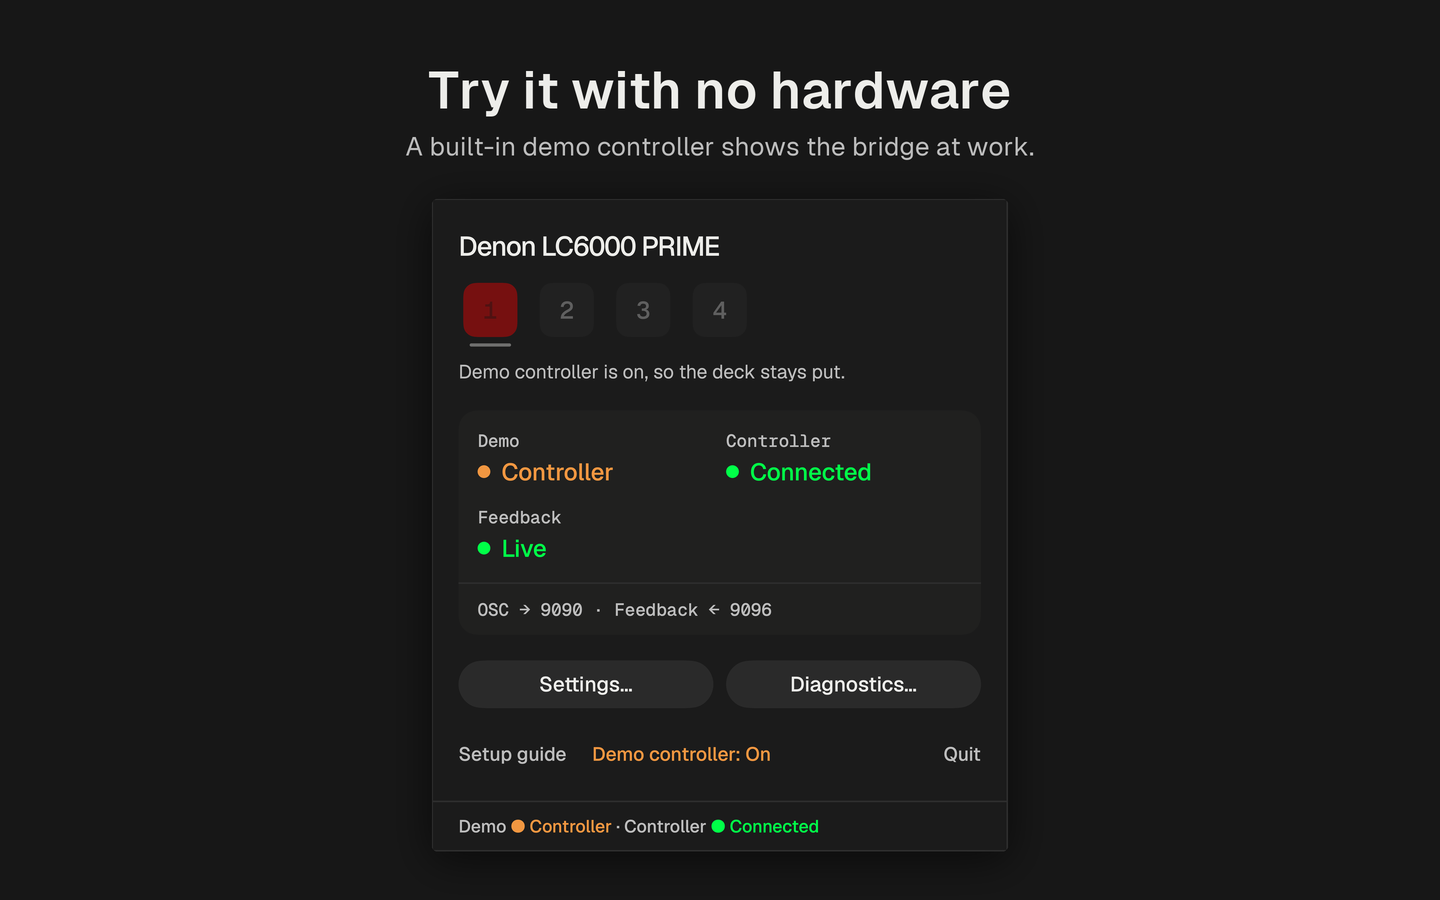 Try it with no hardware
A built-in demo controller shows the bridge at work.
Denon LC6000 PRIME
1 2 3 4
Demo controller is on, so the deck stays put.
Demo Controller
Controller Connected
Feedback
Live
OSC → 9090 · Feedback ← 9096
Settings... Diagnostics...
Setup guide Demo controller: On Quit
Demo Controller · Controller Connected